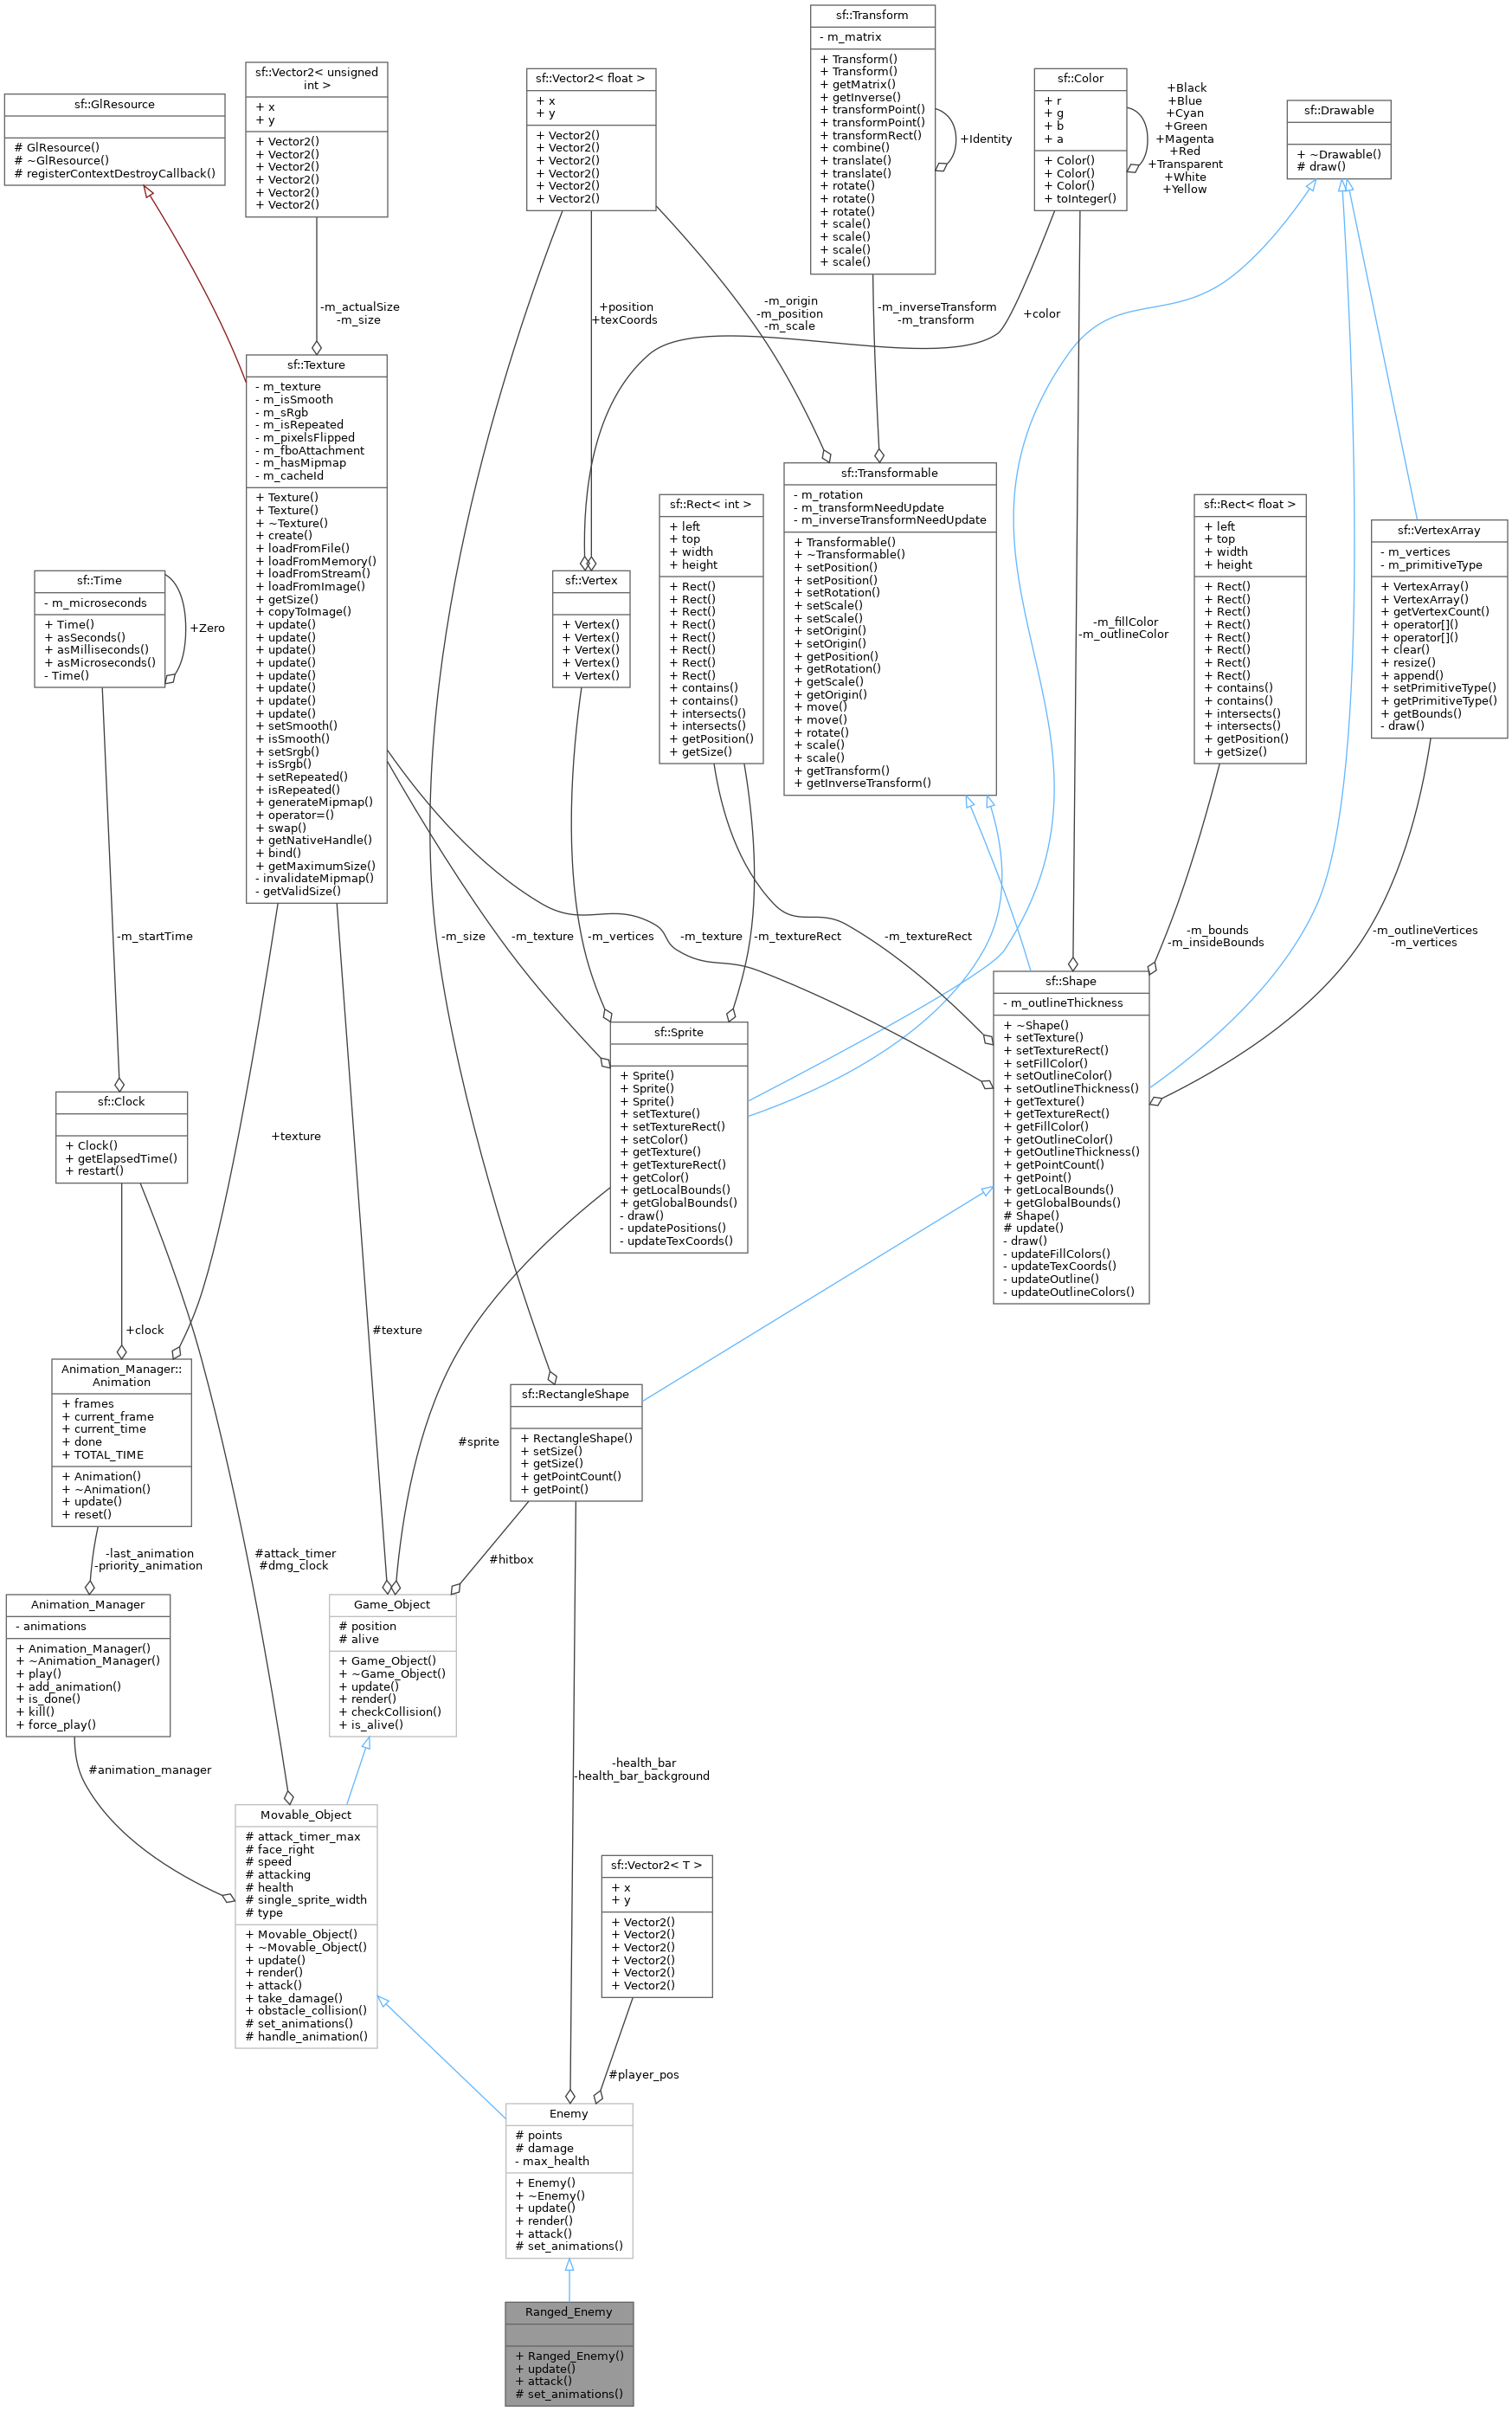 sf::Transform
- m_matrix
+ Transform()
+ Transform()
+ getMatrix()
+ getInverse()
+ transformPoint()
+ transformPoint()
+ transformRect()
+ combine()
+ translate()
+ translate()
+ rotate()
+ rotate()
+ rotate()
+ scale()
+ scale()
+ scale()
+ scale()
+Identity
sf::Vector2< unsigned
int >
+ x
+ y
+ Vector2()
+ Vector2()
+ Vector2()
+ Vector2()
+ Vector2()
+ Vector2()
sf::Vector2< float >
+ x
+ y
+ Vector2()
+ Vector2()
+ Vector2()
+ Vector2()
+ Vector2()
+ Vector2()
sf::Color
+ r
+ g
+ b
+ a
+ Color()
+ Color()
+ Color()
+ toInteger()
+Black
+Blue
+Cyan
+Green
+Magenta
+Red
+Transparent
+White
+Yellow
sf::GlResource
# GlResource()
# ~GlResource()
# registerContextDestroyCallback()
sf::Drawable
+ ~Drawable()
# draw()
-m_actualSize
-m_size
+position
+texCoords
-m_origin
-m_position
-m_scale
-m_inverseTransform
-m_transform
+color
sf::Texture
- m_texture
- m_isSmooth
- m_sRgb
- m_isRepeated
- m_pixelsFlipped
- m_fboAttachment
- m_hasMipmap
- m_cacheId
+ Texture()
+ Texture()
+ ~Texture()
+ create()
+ loadFromFile()
+ loadFromMemory()
+ loadFromStream()
+ loadFromImage()
+ getSize()
+ copyToImage()
+ update()
+ update()
+ update()
+ update()
+ update()
+ update()
+ update()
+ update()
+ setSmooth()
+ isSmooth()
+ setSrgb()
+ isSrgb()
+ setRepeated()
+ isRepeated()
+ generateMipmap()
+ operator=()
+ swap()
+ getNativeHandle()
+ bind()
+ getMaximumSize()
- invalidateMipmap()
- getValidSize()
sf::Transformable
- m_rotation
- m_transformNeedUpdate
- m_inverseTransformNeedUpdate
+ Transformable()
+ ~Transformable()
+ setPosition()
+ setPosition()
+ setRotation()
+ setScale()
+ setScale()
+ setOrigin()
+ setOrigin()
+ getPosition()
+ getRotation()
+ getScale()
+ getOrigin()
+ move()
+ move()
+ rotate()
+ scale()
+ scale()
+ getTransform()
+ getInverseTransform()
sf::Rect< int >
+ left
+ top
+ width
+ height
+ Rect()
+ Rect()
+ Rect()
+ Rect()
+ Rect()
+ Rect()
+ Rect()
+ Rect()
+ contains()
+ contains()
+ intersects()
+ intersects()
+ getPosition()
+ getSize()
sf::Rect< float >
+ left
+ top
+ width
+ height
+ Rect()
+ Rect()
+ Rect()
+ Rect()
+ Rect()
+ Rect()
+ Rect()
+ Rect()
+ contains()
+ contains()
+ intersects()
+ intersects()
+ getPosition()
+ getSize()
sf::VertexArray
- m_vertices
- m_primitiveType
+ VertexArray()
+ VertexArray()
+ getVertexCount()
+ operator[]()
+ operator[]()
+ clear()
+ resize()
+ append()
+ setPrimitiveType()
+ getPrimitiveType()
+ getBounds()
- draw()
sf::Time
- m_microseconds
+ Time()
+ asSeconds()
+ asMilliseconds()
+ asMicroseconds()
- Time()
+Zero
sf::Vertex
+ Vertex()
+ Vertex()
+ Vertex()
+ Vertex()
+ Vertex()
-m_fillColor
-m_outlineColor
-m_startTime
-m_size
-m_texture
-m_vertices
-m_texture
-m_textureRect
-m_textureRect
-m_bounds
-m_insideBounds
-m_outlineVertices
-m_vertices
sf::Shape
- m_outlineThickness
+ ~Shape()
+ setTexture()
+ setTextureRect()
+ setFillColor()
+ setOutlineColor()
+ setOutlineThickness()
+ getTexture()
+ getTextureRect()
+ getFillColor()
+ getOutlineColor()
+ getOutlineThickness()
+ getPointCount()
+ getPoint()
+ getLocalBounds()
+ getGlobalBounds()
# Shape()
# update()
- draw()
- updateFillColors()
- updateTexCoords()
- updateOutline()
- updateOutlineColors()
sf::Sprite
+ Sprite()
+ Sprite()
+ Sprite()
+ setTexture()
+ setTextureRect()
+ setColor()
+ getTexture()
+ getTextureRect()
+ getColor()
+ getLocalBounds()
+ getGlobalBounds()
- draw()
- updatePositions()
- updateTexCoords()
sf::Clock
+ Clock()
+ getElapsedTime()
+ restart()
+texture
+clock
#texture
Animation_Manager::
Animation
+ frames
+ current_frame
+ current_time
+ done
+ TOTAL_TIME
+ Animation()
+ ~Animation()
+ update()
+ reset()
sf::RectangleShape
+ RectangleShape()
+ setSize()
+ getSize()
+ getPointCount()
+ getPoint()
#sprite
-last_animation
-priority_animation
#attack_timer
#dmg_clock
#hitbox
Animation_Manager
- animations
+ Animation_Manager()
+ ~Animation_Manager()
+ play()
+ add_animation()
+ is_done()
+ kill()
+ force_play()
Game_Object
# position
# alive
+ Game_Object()
+ ~Game_Object()
+ update()
+ render()
+ checkCollision()
+ is_alive()
#animation_manager
-health_bar
-health_bar_background
Movable_Object
# attack_timer_max
# face_right
# speed
# attacking
# health
# single_sprite_width
# type
+ Movable_Object()
+ ~Movable_Object()
+ update()
+ render()
+ attack()
+ take_damage()
+ obstacle_collision()
# set_animations()
# handle_animation()
sf::Vector2< T >
+ x
+ y
+ Vector2()
+ Vector2()
+ Vector2()
+ Vector2()
+ Vector2()
+ Vector2()
#player_pos
Enemy
# points
# damage
- max_health
+ Enemy()
+ ~Enemy()
+ update()
+ render()
+ attack()
# set_animations()
Ranged_Enemy
+ Ranged_Enemy()
+ update()
+ attack()
# set_animations()